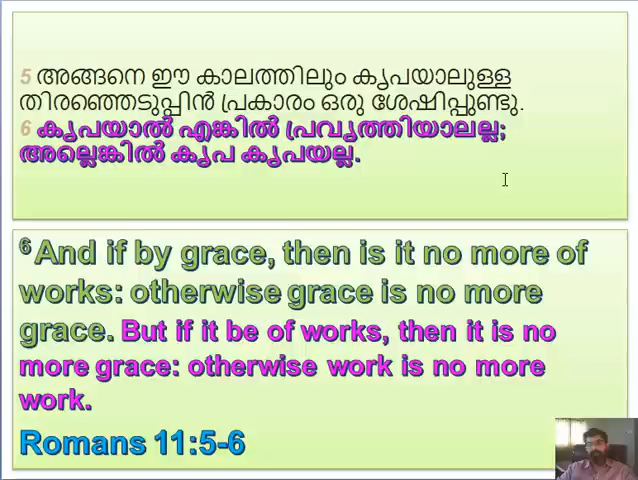 5 അങ്ങനെ ഈ കാലത്തിലും കൃപയാലുള്ള
തിരഞ്ഞെടുപ്പിൻ പ്രകാരം ഒരു ശേഷിപ്പുണ്ടു.
6 കൃപയാൽ എങ്കിൽ പ്രവൃത്തിയാലല്ല;
അല്ലെങ്കിൽ കൃപ കൃപയല്ല.
6 And if by grace, then is it no more of
works: otherwise grace is no more
grace. But if it be of works, then it is no
more grace: otherwise work is no more
work.
Romans 11:5-6